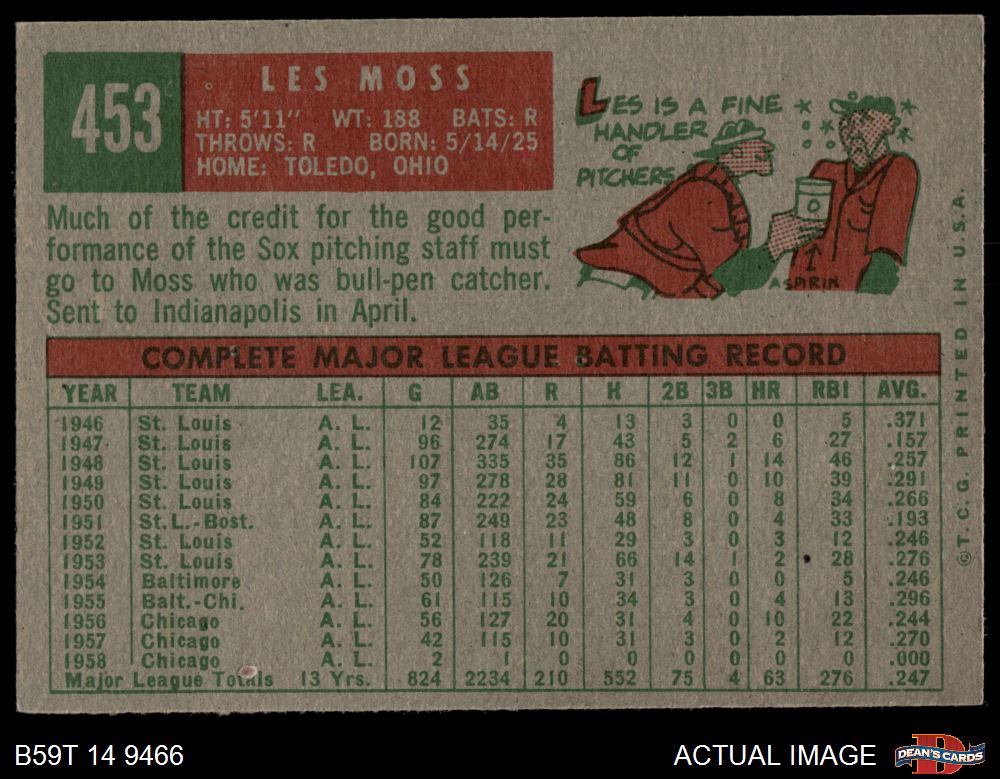 453
LES MOSS
HT: 5'11" WT: 188 BATS: R
THROWS: R BORN: 5/14/25
HOME: TOLEDO, OHIO
Much of the credit for the good per-
formance of the Sox pitching staff must
go to Moss who was bull-pen catcher.
Sent to Indianapolis in April.
LES IS A FINE
HANDLER
OF
PITCHERS
ASPIRIN
COMPLETE MAJOR LEAGUE BATTING RECORD
YEAR TEAM LEA. G AB R H 2B 3B HR RBI AVG.
1946 St. Louis A. L. 12 35 4 13 3 0 0 5 .371
1947 St. Louis A. L. 96 274 17 43 5 2 6 27 .157
1948 St. Louis A. L. 107 335 35 86 12 1 14 46 .257
1949 St. Louis A. L. 97 278 28 81 11 0 10 39 .291
1950 St. Louis A. L. 84 222 24 59 6 0 8 34 .266
1951 St. L.-Bost. A. L. 87 249 23 48 8 0 4 33 .193
1952 St. Louis A. L. 52 118 11 29 3 0 3 12 .246
1953 St. Louis A. L. 78 239 21 66 14 1 2 28 .276
1954 Baltimore A. L. 50 126 7 31 3 0 0 5 .246
1955 Balt.-Chi. A. L. 61 115 10 34 3 0 4 13 .296
1956 Chicago A. L. 56 127 20 31 4 0 10 22 .244
1957 Chicago A. L. 42 115 10 31 3 0 2 12 .270
1958 Chicago A. L. 2 1 0 0 0 0 0 0 .000
Major League Totals 13 Yrs. 824 2234 210 552 75 4 63 276 .247
©T.C.G. PRINTED IN U.S.A.
B59T 14 9466
ACTUAL IMAGE
DEAN'S CARDS